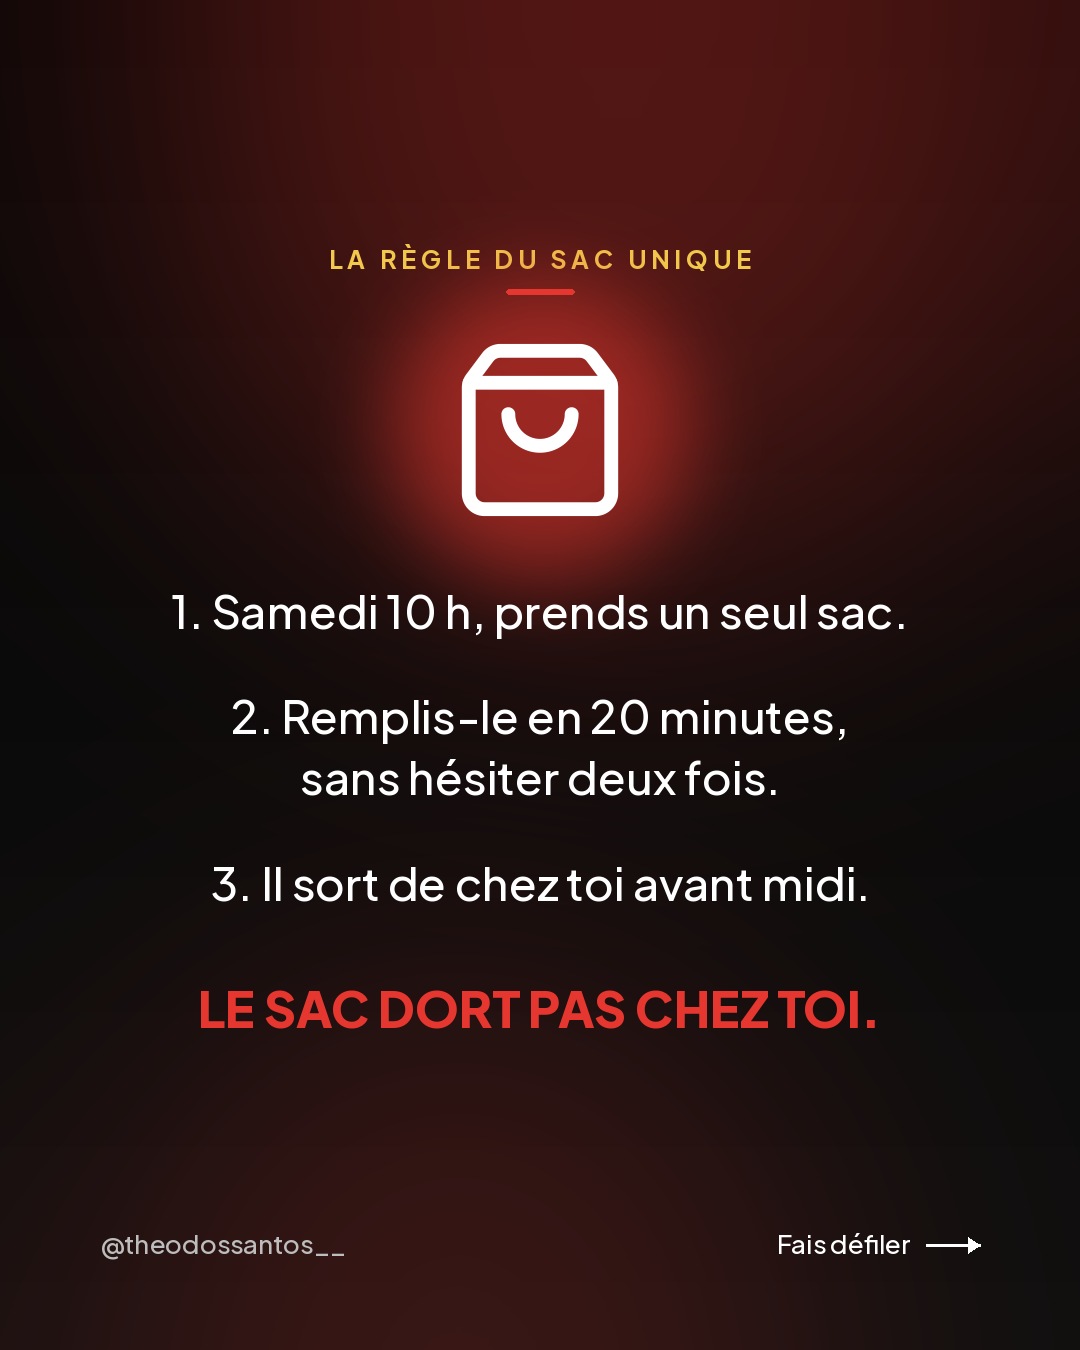 LA RÈGLE DU SAC UNIQUE
1. Samedi 10 h, prends un seul sac.
2. Remplis-le en 20 minutes,
sans hésiter deux fois.
3. Il sort de chez toi avant midi.
LE SAC DORT PAS CHEZ TOI.
@theodossantos__
Fais défiler